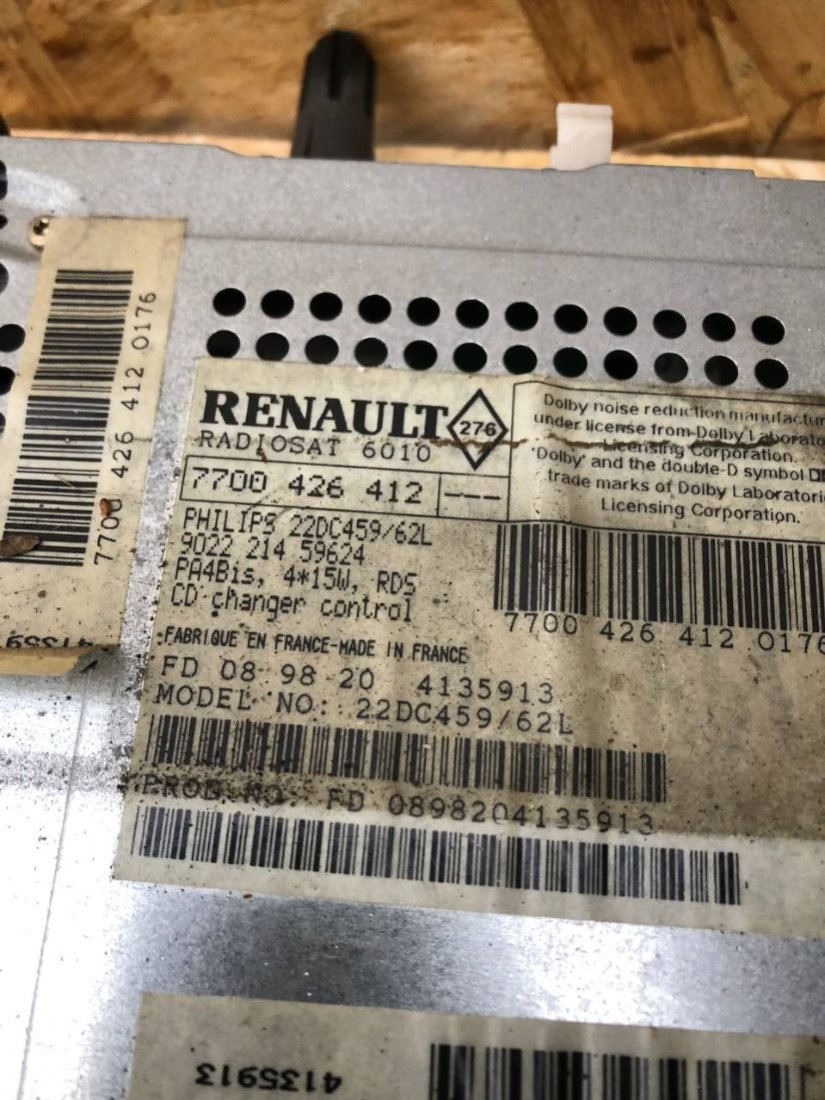 7700 426 412 0176
RENAULT 276
RADIOSAT 6010
7700 426 412 ---
PHILIPS 22DC459/62L
9022 214 59624
PA4Bis, 4*15W, RDS
CD changer control
FABRIQUE EN FRANCE-MADE IN FRANCE
FD 08 98 20 4135913
MODEL NO: 22DC459/62L
PROD NO: FD 0898204135913
Dolby noise reduction manufactur
under license from Dolby Laborato
Licensing Corporation.
'Dolby' and the double-D symbol
trade marks of Dolby Laboratorie
Licensing Corporation.'
7700 426 412 0176
4135913